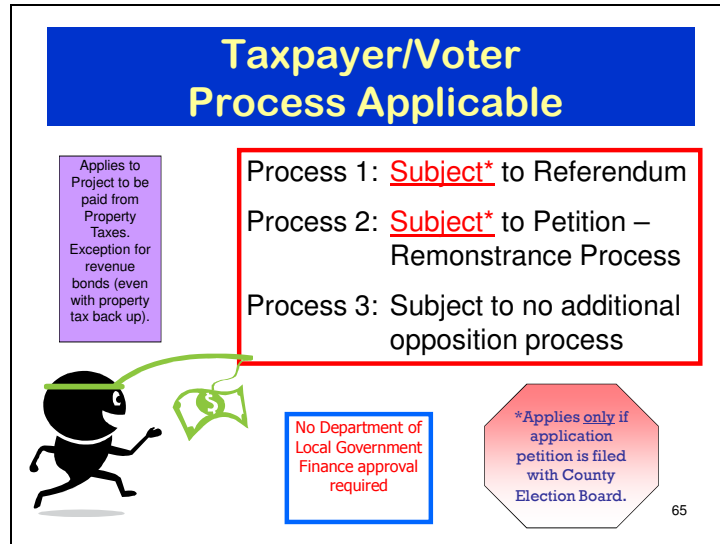 Taxpayer/Voter
Process Applicable
Applies to
Project to be
paid from
Property
Taxes.
Exception for
revenue
bonds (even
with property
tax back up).
Process 1: Subject* to Referendum
Process 2: Subject* to Petition –
Remonstrance Process
Process 3: Subject to no additional
opposition process
$
No Department of
Local Government
Finance approval
required
*Applies only if
application
petition is filed
with County
Election Board.
65